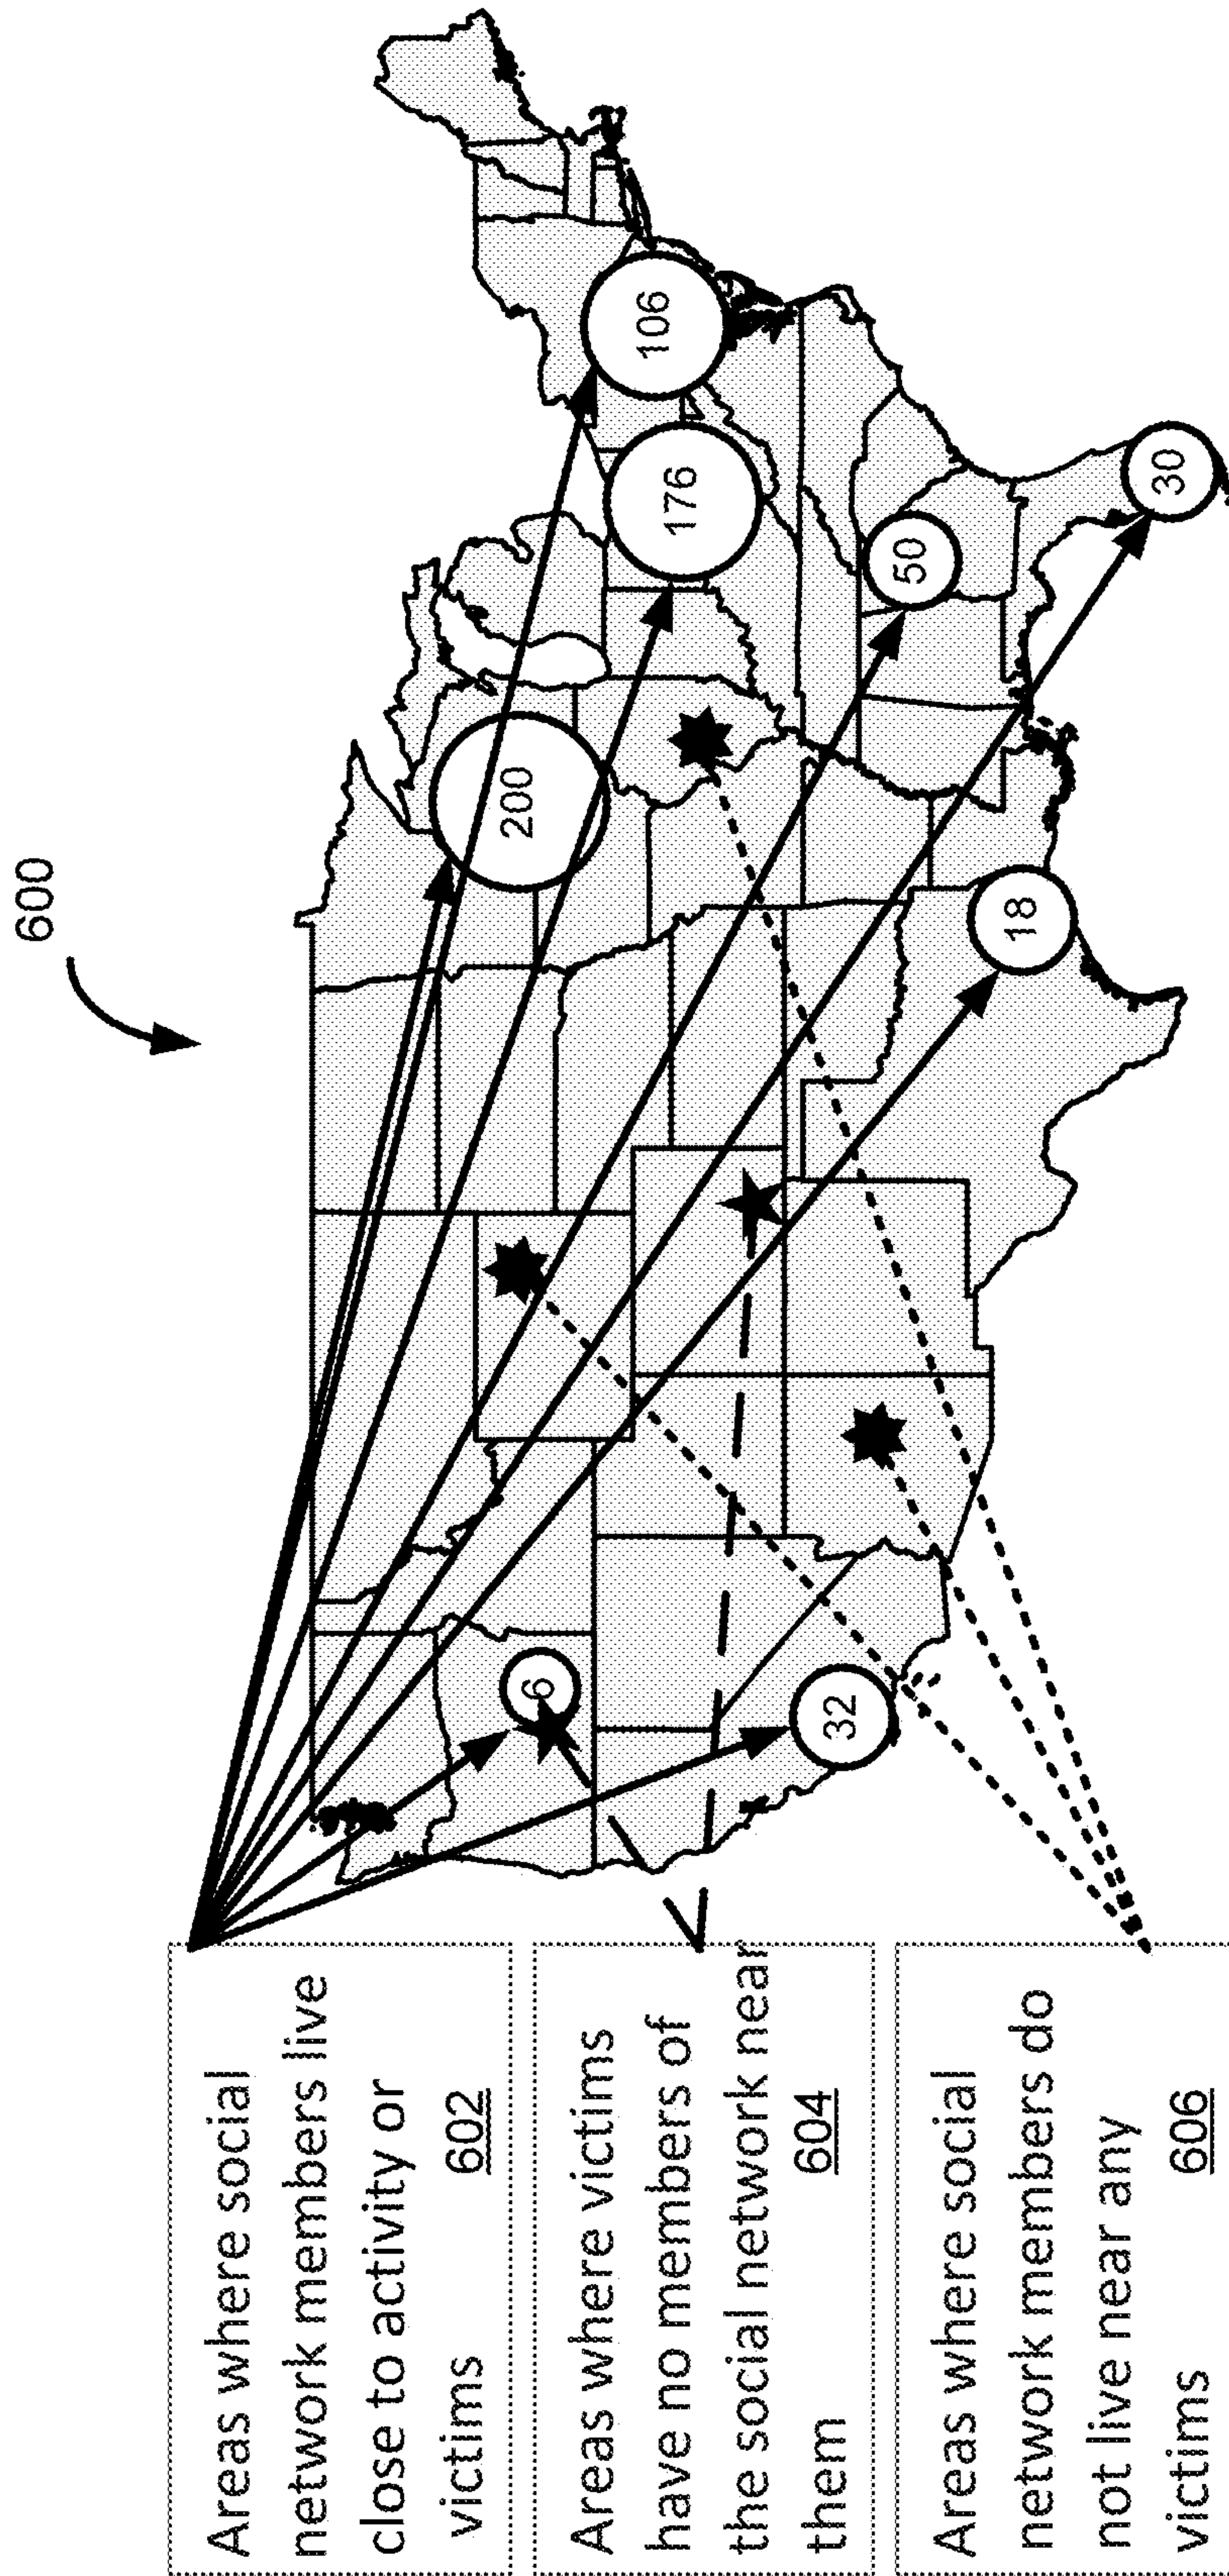 600
Areas where social
network members live
close to activity or
victims 602
Areas where victims
have no members of
the social network near
them 604
Areas where social
network members do
not live near any
victims 606
6
32
200
176
106
50
18
30